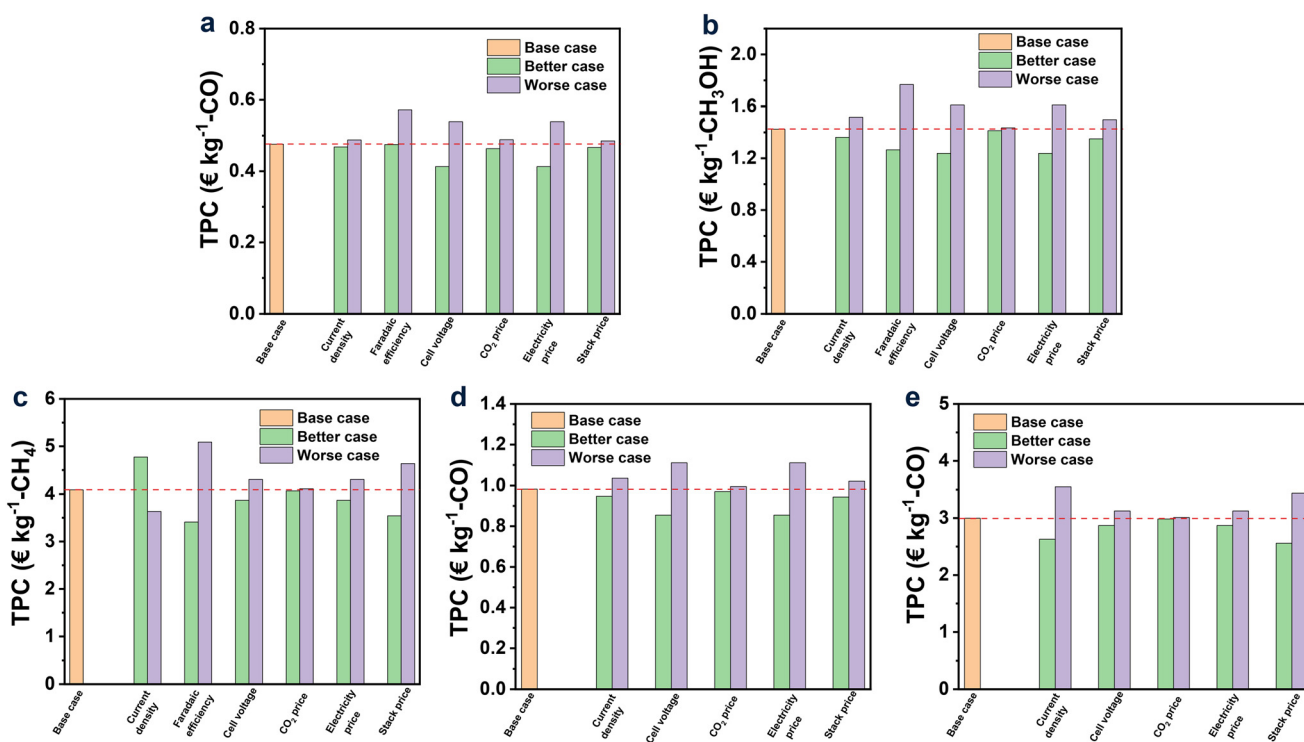 a
TPC (€ kg⁻¹-CO)
0.8
0.6
0.4
0.2
0.0
Base case
Better case
Worse case
Base case
Current
density
Faradaic
efficiency
Cell voltage
CO₂ price
Electricity
price
Stack price
b
TPC (€ kg⁻¹-CH₃OH)
2.0
1.6
1.2
0.8
0.4
0.0
Base case
Better case
Worse case
Base case
Current
density
Faradaic
efficiency
Cell voltage
CO₂ price
Electricity
price
Stack price
c
TPC (€ kg⁻¹-CH₄)
6
5
4
3
2
1
0
Base case
Better case
Worse case
Base case
Current
density
Faradaic
efficiency
Cell voltage
CO₂ price
Electricity
price
Stack price
d
TPC (€ kg⁻¹-CO)
1.4
1.2
1.0
0.8
0.6
0.4
0.2
0.0
Base case
Better case
Worse case
Base case
Current
density
Cell voltage
CO₂ price
Electricity
price
Stack price
e
TPC (€ kg⁻¹-CO)
5
3
3
2
1
0
Base case
Better case
Worse case
Base case
Current
density
Cell voltage
CO₂ price
Electricity
price
Stack price